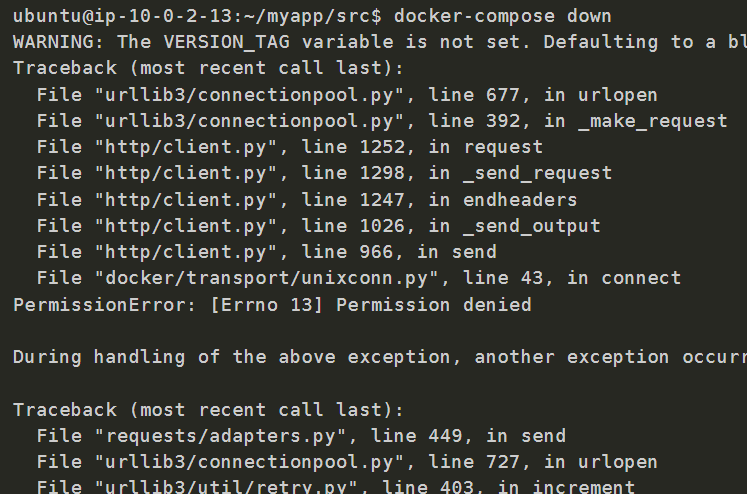 ubuntu@ip-10-0-2-13:~/myapp/src$ docker-compose down
WARNING: The VERSION_TAG variable is not set. Defaulting to a bl
Traceback (most recent call last):
  File "urllib3/connectionpool.py", line 677, in urlopen
  File "urllib3/connectionpool.py", line 392, in _make_request
  File "http/client.py", line 1252, in request
  File "http/client.py", line 1298, in _send_request
  File "http/client.py", line 1247, in endheaders
  File "http/client.py", line 1026, in _send_output
  File "http/client.py", line 966, in send
  File "docker/transport/unixconn.py", line 43, in connect
PermissionError: [Errno 13] Permission denied

During handling of the above exception, another exception occurr

Traceback (most recent call last):
  File "requests/adapters.py", line 449, in send
  File "urllib3/connectionpool.py", line 727, in urlopen
  File "urllib3/util/retry.py", line 403, in increment